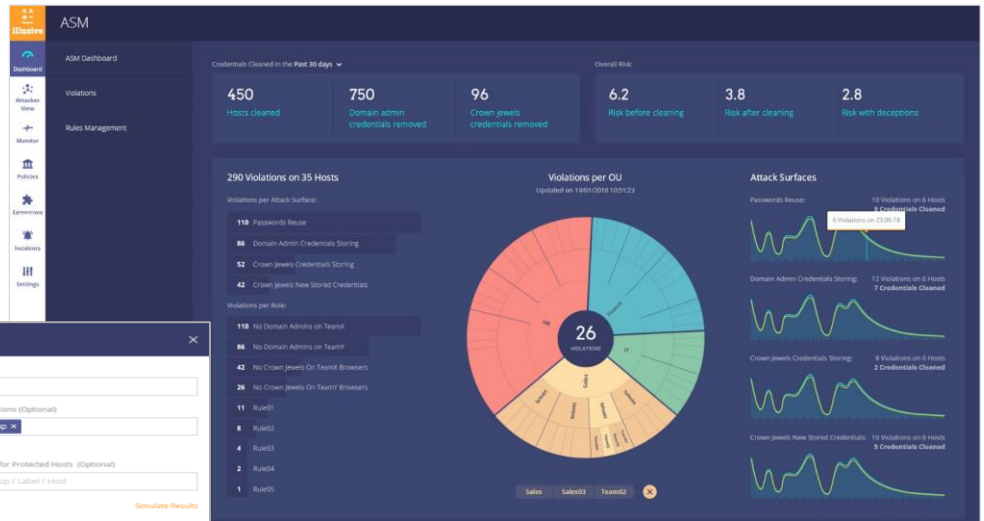 illusive
ASM
Dashboard
Attacker View
Monitor
Policies
Extenstions
Incidents
Settings
ASM Dashboard
Violations
Rules Management
Credentials Cleaned in the Past 30 days
450
Hosts cleaned
750
Domain admin
credentials removed
96
Crown jewels
credentials removed
Overall Risk:
6.2
Risk before cleaning
3.8
Risk after cleaning
2.8
Risk with deceptions
290 Violations on 35 Hosts
Violations per Attack Surface:
110 Passwords Reuse
86 Domain Admin Credentials Storing
52 Crown Jewels Credentials Storing
42 Crown Jewels New Stored Credentials
Violations per Rule:
110 No Domain Admins on TeamX
86 No Domain Admins on TeamY
42 No Crown Jewels On TeamX Browsers
26 No Crown Jewels On TeamY Browsers
11 Rule01
8 Rule02
4 Rule03
2 Rule04
1 Rule05
Violations per OU
Updated on 19/01/2018 10:51:23
Finance
IT
Sales
26
VIOLATIONS
Sales
Sales03
Team02
Attack Surfaces
Passwords Reuse:
10 Violations on 6 Hosts
5 Credentials Cleaned
6 Violations on 23.06.18
Domain Admin Credentials Storing:
12 Violations on 6 Hosts
7 Credentials Cleaned
Crown Jewels Credentials Storing:
8 Violations on 6 Hosts
2 Credentials Cleaned
Crown Jewels New Stored Credentials:
10 Violations on 6 Hosts
5 Credentials Cleaned
tions (Optional)
up ×
for Protected Hosts (Optional)
up / Label / Host
Simulate Results